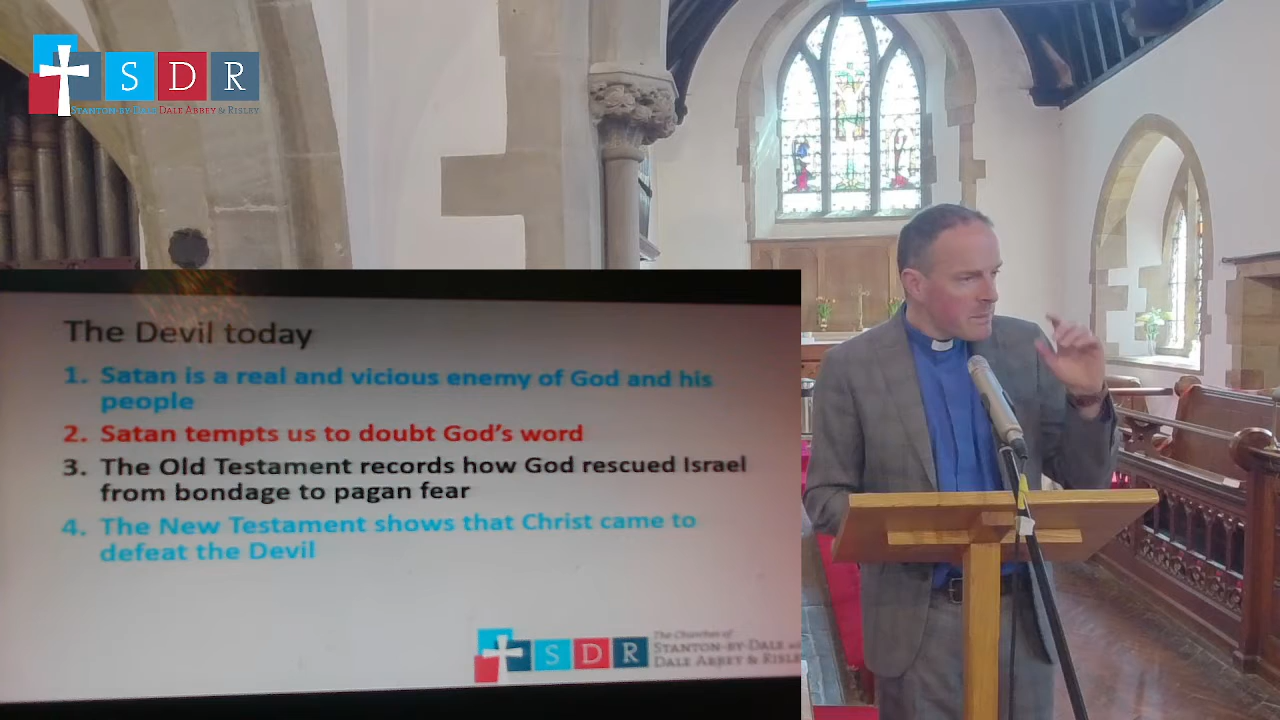 SDR
STANTON-BY-DALE DALE ABBEY & RISLEY
The Devil today
1. Satan is a real and vicious enemy of God and his
people
2. Satan tempts us to doubt God's word
3. The Old Testament records how God rescued Israel
from bondage to pagan fear
4. The New Testament shows that Christ came to
defeat the Devil
SDR
The Churches of
STANTON-BY-DALE
DALE ABBEY & RISLE